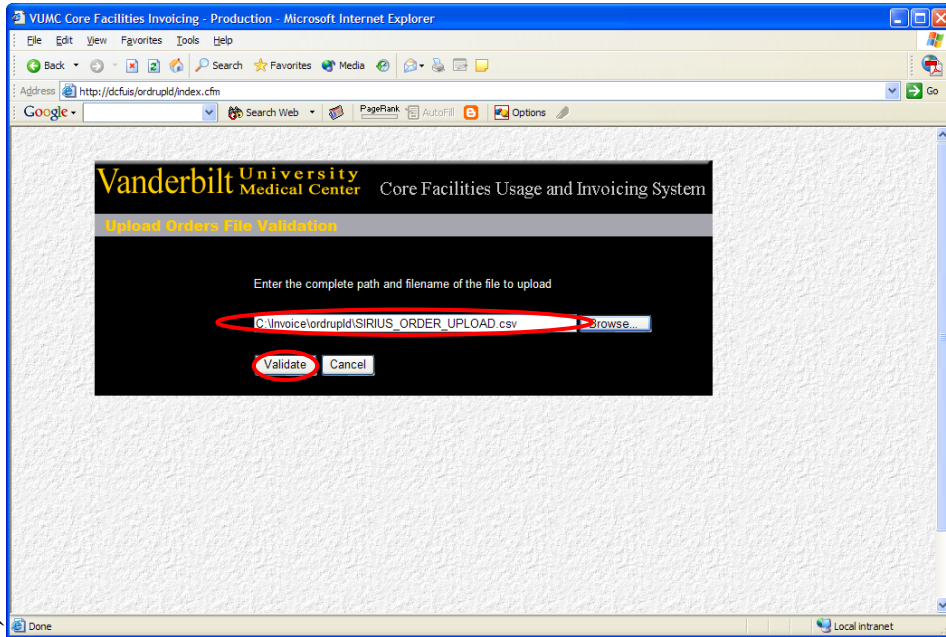 VUMC Core Facilities Invoicing - Production - Microsoft Internet Explorer
File Edit View Favorites Tools Help
Back Search Favorites Media
Address http://dcfuis/ordrupld/index.cfm Go
Google Search Web PageRank AutoFill Options
Vanderbilt University Medical Center Core Facilities Usage and Invoicing System
Upload Orders File Validation
Enter the complete path and filename of the file to upload
C:\Invoice\ordrupld\SIRIUS_ORDER_UPLOAD.csv Browse...
Validate Cancel
Done Local intranet